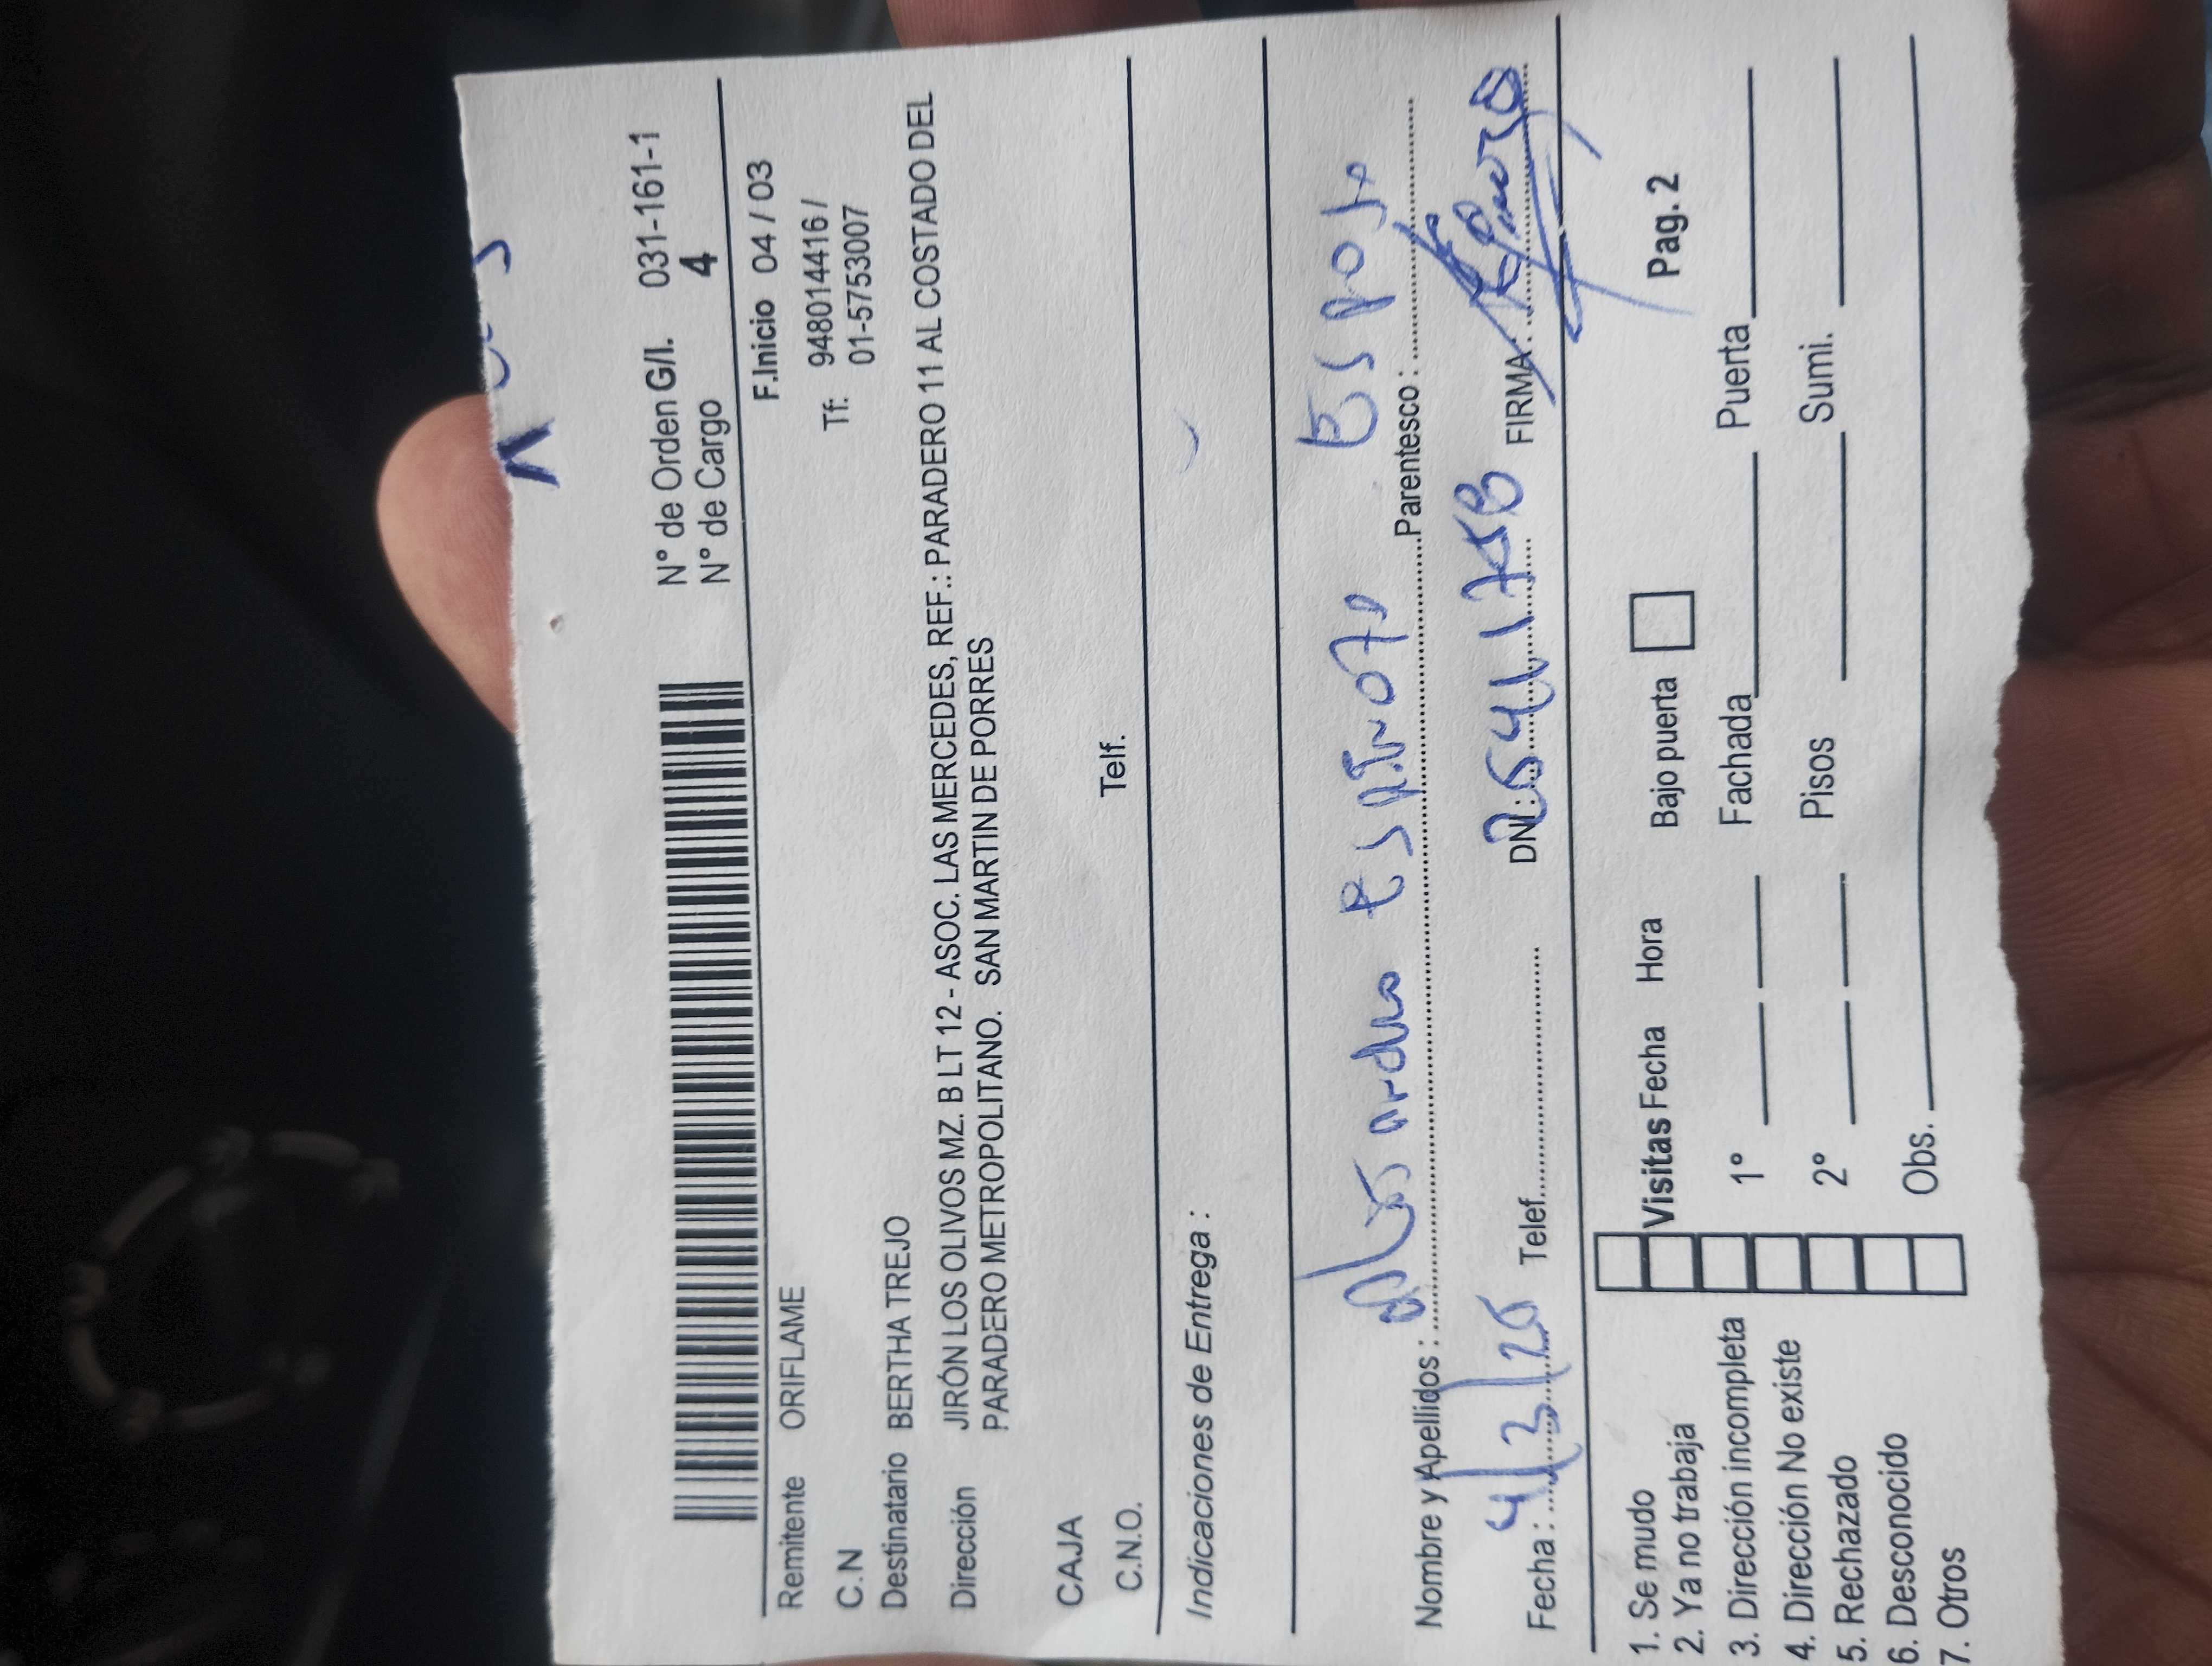 N° de Orden G/I. 031-161-1
N° de Cargo 4
F.Inicio 04 / 03
Remitente ORIFLAME
Tf: 948014416 /
01-5753007
C.N
Destinatario BERTHA TREJO
Dirección JIRÓN LOS OLIVOS MZ. B LT 12 - ASOC. LAS MERCEDES, REF.: PARADERO 11 AL COSTADO DEL
PARADERO METROPOLITANO. SAN MARTIN DE PORRES
CAJA
C.N.O. Telf.
Indicaciones de Entrega :
Nombre y Apellidos : Parentesco : Esposo
Fecha : 4/3/25 Telef. DNI: FIRMA :
1. Se mudo
2. Ya no trabaja
3. Dirección incompleta
4. Dirección No existe
5. Rechazado
6. Desconocido
7. Otros
Visitas Fecha Hora Bajo puerta Pag. 2
1° Fachada Puerta
2° Pisos Sumi.
Obs.